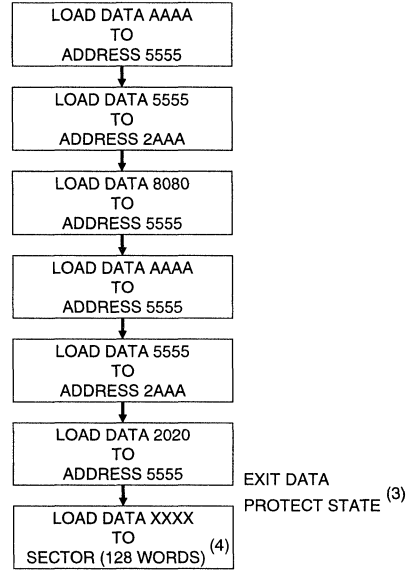 LOAD DATA AAAA
TO
ADDRESS 5555
LOAD DATA 5555
TO
ADDRESS 2AAA
LOAD DATA 8080
TO
ADDRESS 5555
LOAD DATA AAAA
TO
ADDRESS 5555
LOAD DATA 5555
TO
ADDRESS 2AAA
LOAD DATA 2020
TO
ADDRESS 5555
EXIT DATA
PROTECT STATE (3)
LOAD DATA XXXX
TO
SECTOR (128 WORDS) (4)